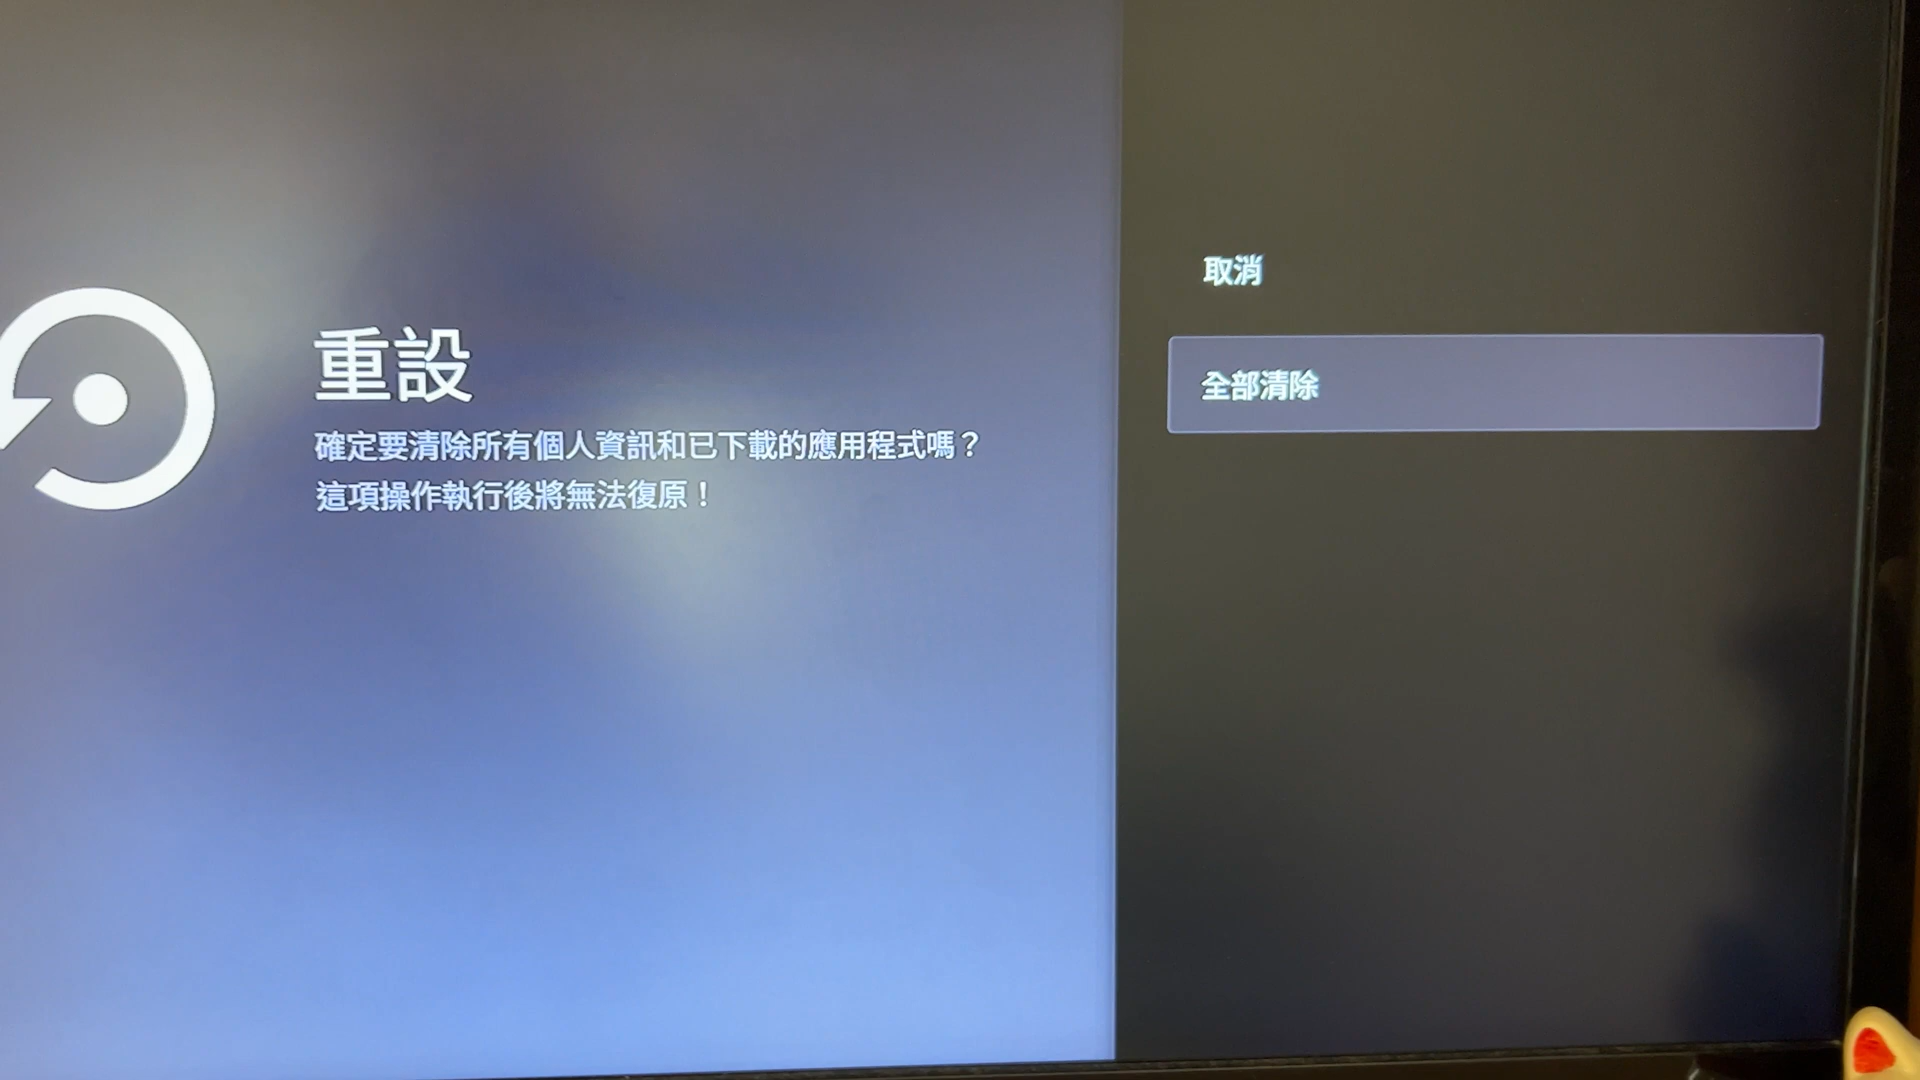 重設
確定要清除所有個人資訊和已下載的應用程式嗎？
這項操作執行後將無法復原！
取消
全部清除